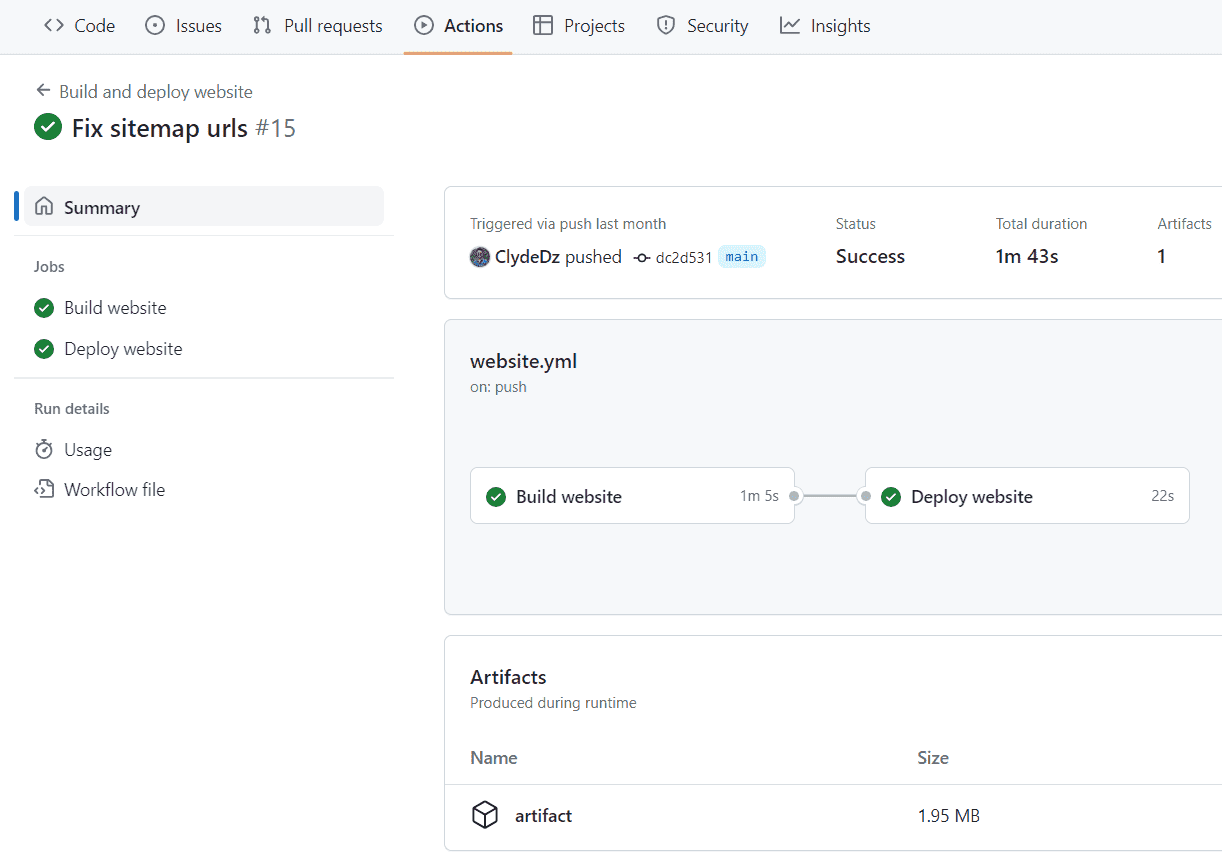 Code Issues Pull requests Actions Projects Security Insights
Build and deploy website
Fix sitemap urls #15
Summary
Jobs
Build website
Deploy website
Run details
Usage
Workflow file
Triggered via push last month Status Total duration Artifacts
ClydeDz pushed dc2d531 main Success 1m 43s 1
website.yml
on: push
Build website 1m 5s Deploy website 22s
Artifacts
Produced during runtime
Name Size
artifact 1.95 MB